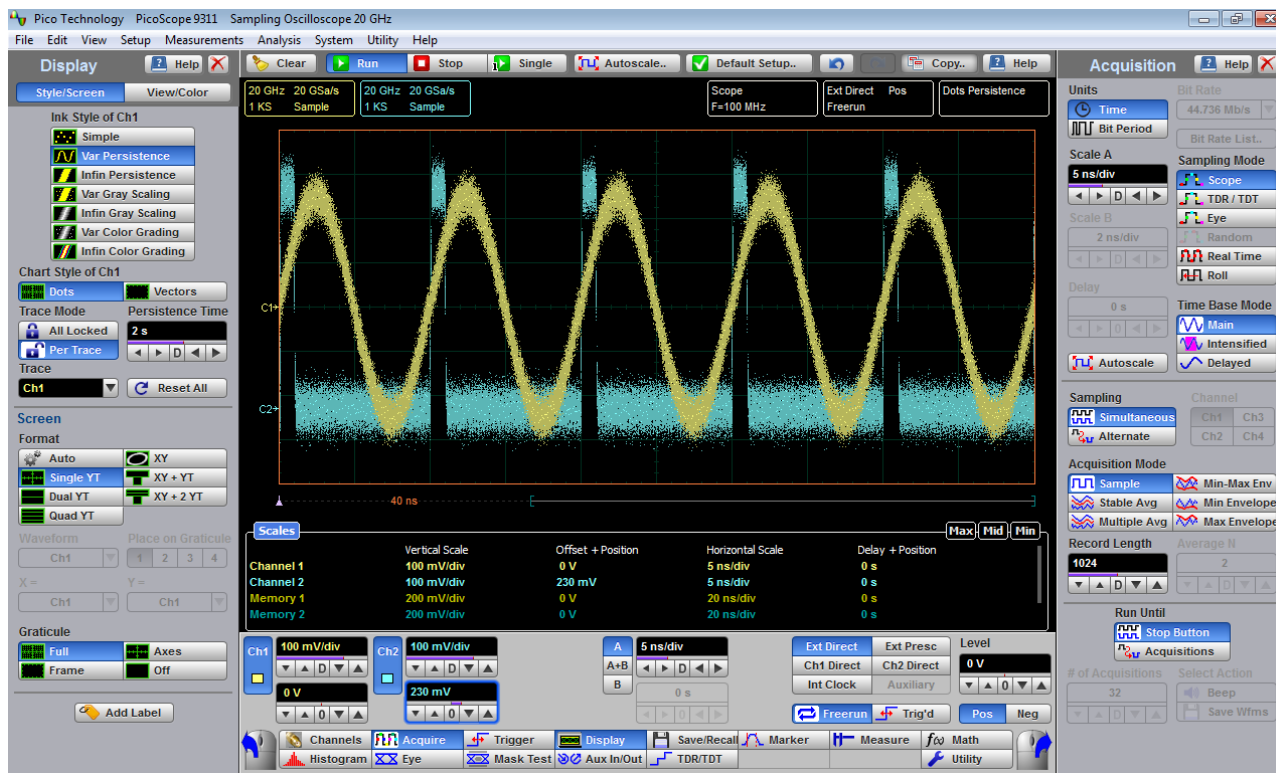 Pico Technology PicoScope 9311 Sampling Oscilloscope 20 GHz
File Edit View Setup Measurements Analysis System Utility Help
Display
Help
Style/Screen View/Color
Ink Style of Ch1
Simple
Var Persistence
Infin Persistence
Var Gray Scaling
Infin Gray Scaling
Var Color Grading
Infin Color Grading
Chart Style of Ch1
Dots Vectors
Trace Mode Persistence Time
All Locked 2 s
Per Trace D
Trace
Ch1 Reset All
Screen
Format
Auto XY
Single YT XY + YT
Dual YT XY + 2 YT
Quad YT
Waveform Place on Graticule
Ch1 1 2 3 4
X = Y =
Ch1 Ch1
Graticule
Full Axes
Frame Off
Add Label
Clear Run Stop Single Autoscale.. Default Setup.. Copy.. Help
20 GHz 20 GSa/s
1 KS Sample
20 GHz 20 GSa/s
1 KS Sample
Scope
F=100 MHz
Ext Direct Pos
Freerun
Dots Persistence
C1
C2
40 ns
Scales Max Mid Min
Vertical Scale Offset + Position Horizontal Scale Delay + Position
Channel 1 100 mV/div 0 V 5 ns/div 0 s
Channel 2 100 mV/div 230 mV 5 ns/div 0 s
Memory 1 200 mV/div 0 V 20 ns/div 0 s
Memory 2 200 mV/div 0 V 20 ns/div 0 s
Ch1 100 mV/div Ch2 100 mV/div A 5 ns/div Ext Direct Ext Presc Level
D D A+B D Ch1 Direct Ch2 Direct 0 V
0 V 230 mV B 0 s Int Clock Auxiliary 0
0 0 0 Freerun Trig'd Pos Neg
Channels Acquire Trigger Display Save/Recall Marker Measure f(x) Math
Histogram Eye Mask Test Aux In/Out TDR/TDT Utility
Acquisition
Help
Units Bit Rate
Time 44.736 Mb/s
Bit Period Bit Rate List..
Scale A Sampling Mode
5 ns/div Scope
D TDR / TDT
Scale B Eye
2 ns/div Random
D Real Time
Roll
Delay Time Base Mode
0 s Main
D Intensified
Autoscale Delayed
Sampling Channel
Simultaneous Ch1 Ch3
Alternate Ch2 Ch4
Acquisition Mode
Sample Min-Max Env
Stable Avg Min Envelope
Multiple Avg Max Envelope
Record Length Average N
1024 2
D D
Run Until
Stop Button
Acquisitions
# of Acquisitions Select Action
32 Beep
D Save Wfms